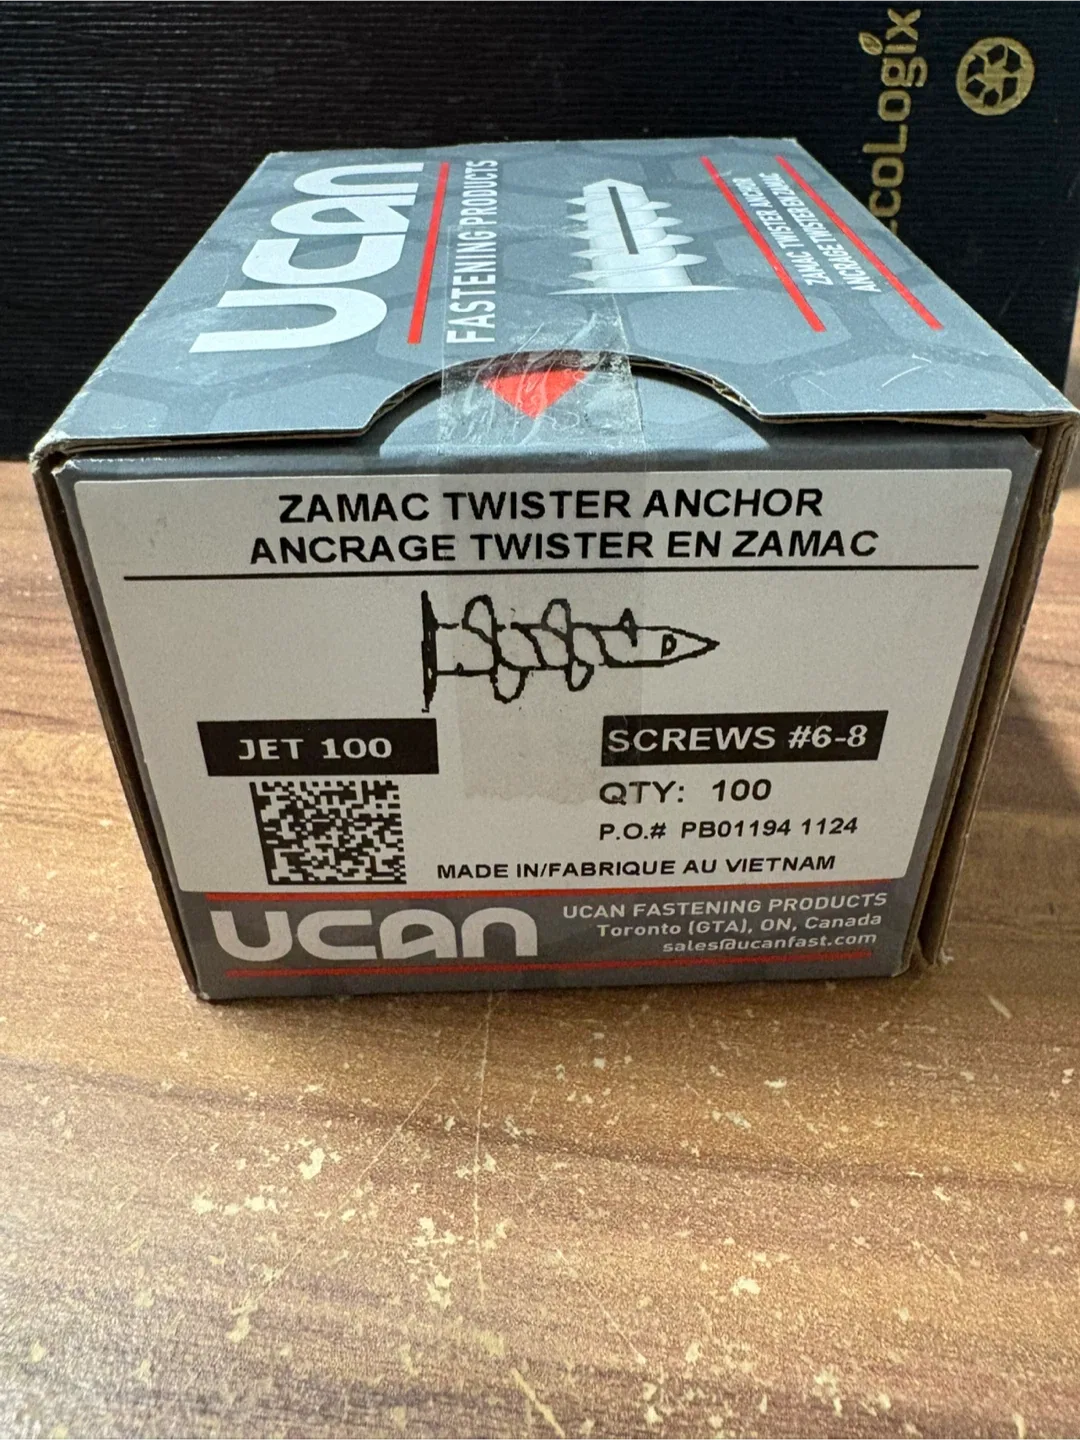 ecoLogix
UCAN
FASTENING PRODUCTS
ZAMAC TWISTER ANCHOR
ANCRAGE TWISTER EN ZAMAC
ZAMAC TWISTER ANCHOR
ANCRAGE TWISTER EN ZAMAC
P
JET 100
SCREWS #6-8
QTY: 100
P.O.# PB01194 1124
MADE IN/FABRIQUE AU VIETNAM
UCAN
UCAN FASTENING PRODUCTS
Toronto (GTA), ON, Canada
sales@ucanfast.com